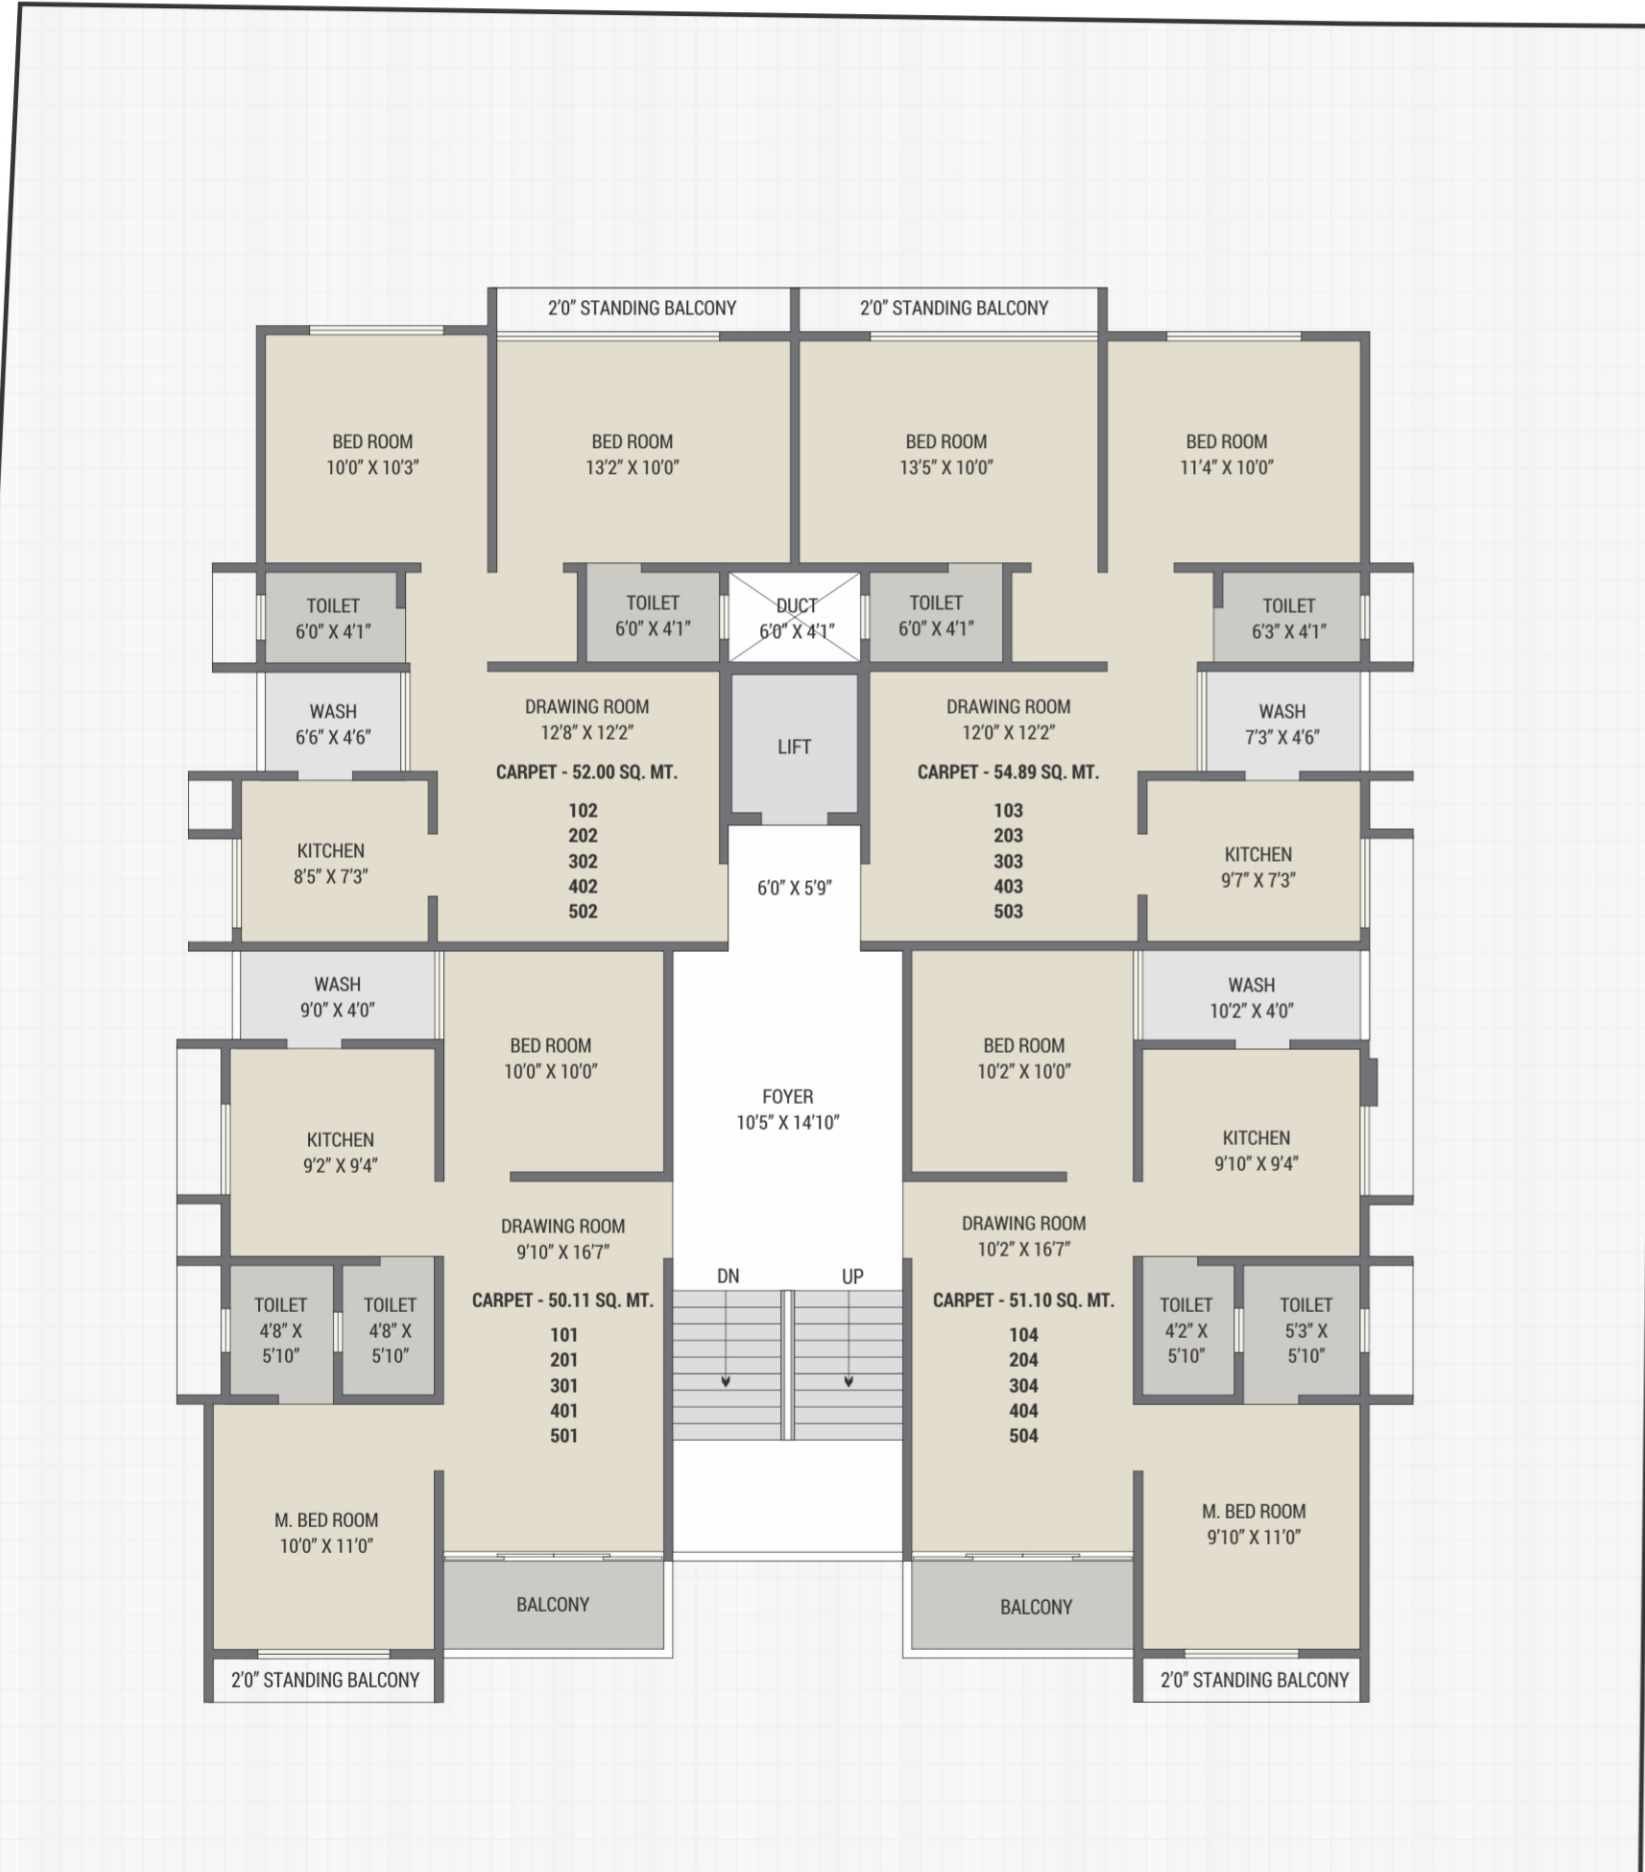 2'0" STANDING BALCONY
2'0" STANDING BALCONY
BED ROOM
10'0" X 10'3"
BED ROOM
13'2" X 10'0"
BED ROOM
13'5" X 10'0"
BED ROOM
11'4" X 10'0"
TOILET
6'0" X 4'1"
TOILET
6'0" X 4'1"
DUCT
6'0" X 4'1"
TOILET
6'0" X 4'1"
TOILET
6'3" X 4'1"
WASH
6'6" X 4'6"
DRAWING ROOM
12'8" X 12'2"
CARPET - 52.00 SQ. MT.
102
202
302
402
502
LIFT
DRAWING ROOM
12'0" X 12'2"
CARPET - 54.89 SQ. MT.
103
203
303
403
503
WASH
7'3" X 4'6"
KITCHEN
8'5" X 7'3"
6'0" X 5'9"
KITCHEN
9'7" X 7'3"
WASH
9'0" X 4'0"
BED ROOM
10'0" X 10'0"
BED ROOM
10'2" X 10'0"
WASH
10'2" X 4'0"
FOYER
10'5" X 14'10"
KITCHEN
9'2" X 9'4"
KITCHEN
9'10" X 9'4"
DRAWING ROOM
9'10" X 16'7"
CARPET - 50.11 SQ. MT.
101
201
301
401
501
DN
UP
DRAWING ROOM
10'2" X 16'7"
CARPET - 51.10 SQ. MT.
104
204
304
404
504
TOILET
4'8" X
5'10"
TOILET
4'8" X
5'10"
TOILET
4'2" X
5'10"
TOILET
5'3" X
5'10"
M. BED ROOM
10'0" X 11'0"
M. BED ROOM
9'10" X 11'0"
BALCONY
BALCONY
2'0" STANDING BALCONY
2'0" STANDING BALCONY